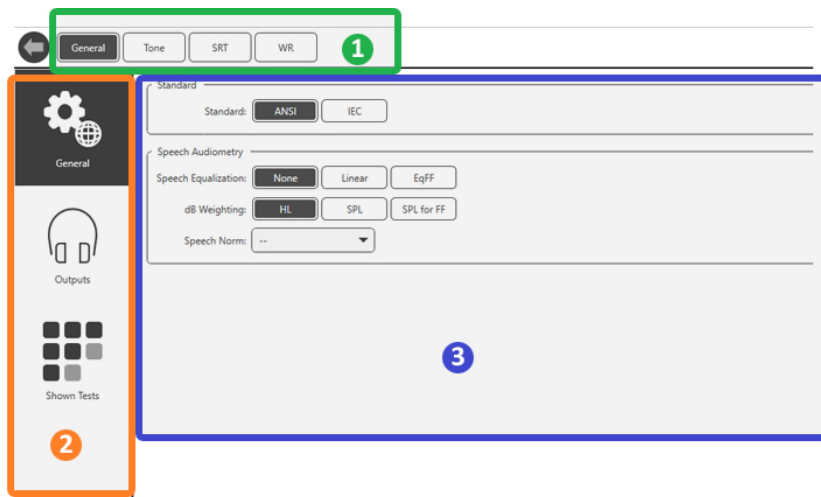 General Tone SRT WR 1
Standard
Standard: ANSI IEC
General
Speech Audiometry
Speech Equalization: None Linear EqFF
dB Weighting: HL SPL SPL for FF
Speech Norm: --
Outputs
Shown Tests
3
2